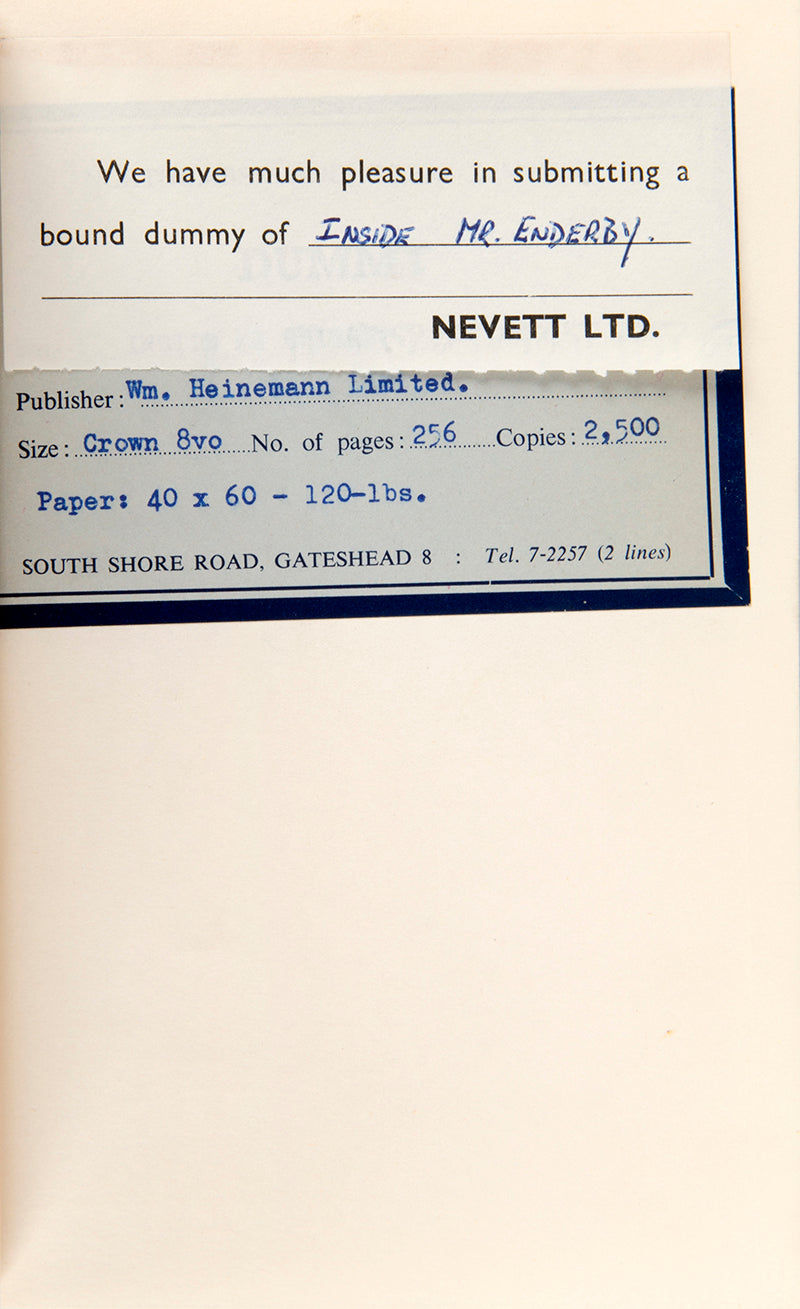 We have much pleasure in submitting a
bound dummy of INSIDE MR. ENDERBY.
NEVETT LTD.
Publisher: Wm. Heinemann Limited.
Size: Crown 8vo No. of pages: 256 Copies: 2,500
Paper: 40 x 60 - 120-lbs.
SOUTH SHORE ROAD, GATESHEAD 8 : Tel. 7-2257 (2 lines)